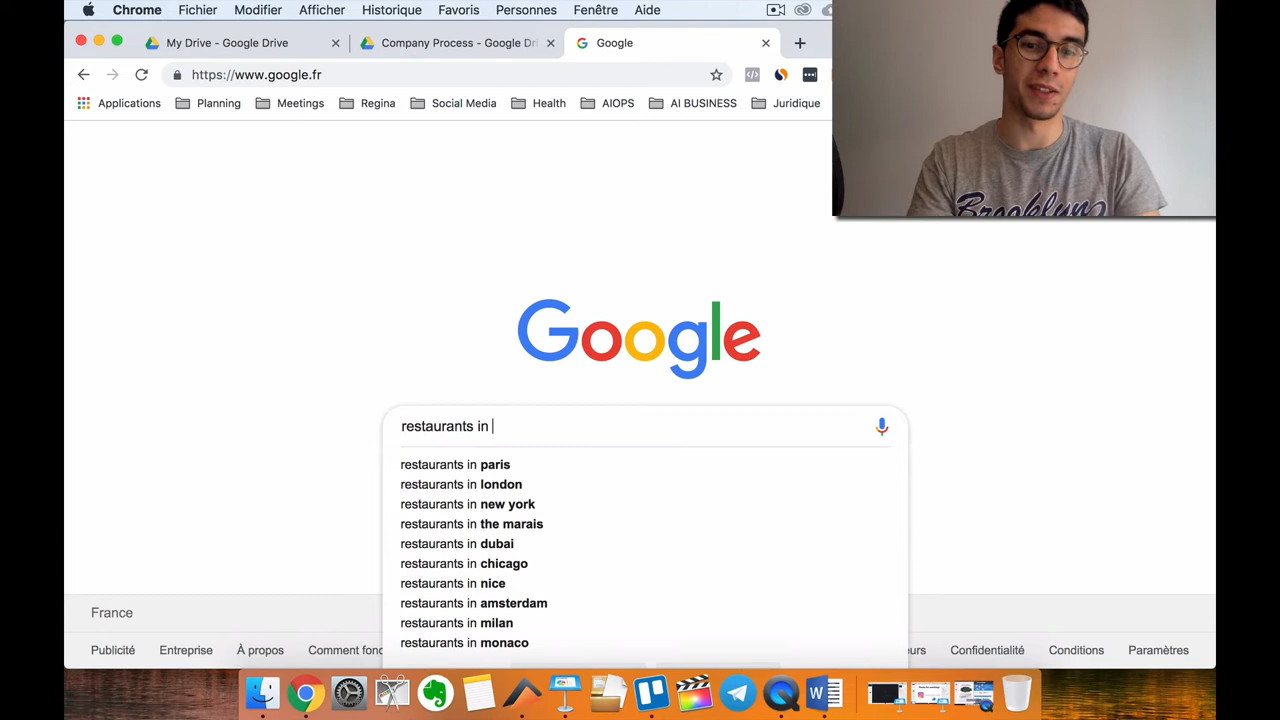 Chrome Fichier Modifier Afficher Historique Favoris Personnes Fenêtre Aide
My Drive - Google Drive
Company Process - Google Dri
Google
https://www.google.fr
Applications Planning Meetings Regina Social Media Health AIOPS AI BUSINESS Juridique
Brooklyn
Google
restaurants in
restaurants in paris
restaurants in london
restaurants in new york
restaurants in the marais
restaurants in dubai
restaurants in chicago
restaurants in nice
restaurants in amsterdam
restaurants in milan
restaurants in monaco
France
Publicité Entreprise À propos Comment fonc
eurs Confidentialité Conditions Paramètres